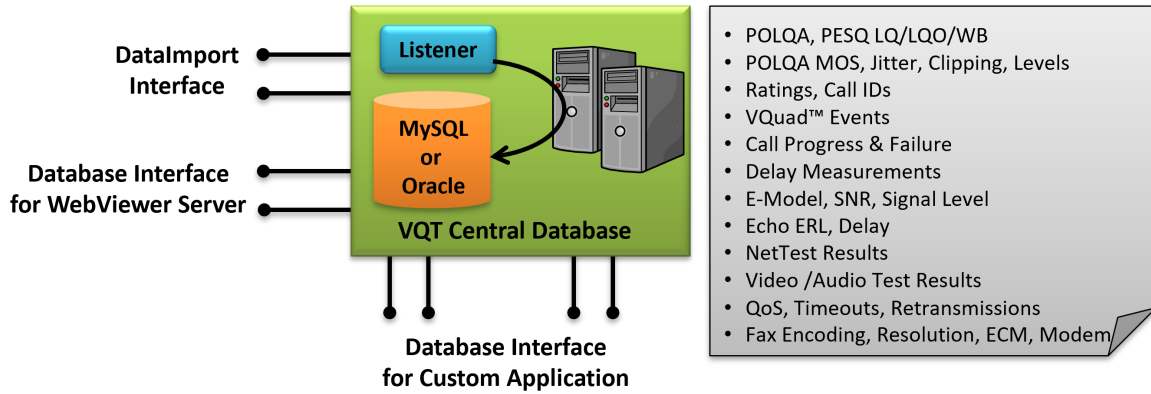 DataImport
Interface
Database Interface
for WebViewer Server
Listener
MySQL
or
Oracle
VQT Central Database
Database Interface
for Custom Application
• POLQA, PESQ LQ/LQO/WB
• POLQA MOS, Jitter, Clipping, Levels
• Ratings, Call IDs
• VQuad™ Events
• Call Progress & Failure
• Delay Measurements
• E-Model, SNR, Signal Level
• Echo ERL, Delay
• NetTest Results
• Video /Audio Test Results
• QoS, Timeouts, Retransmissions
• Fax Encoding, Resolution, ECM, Modem